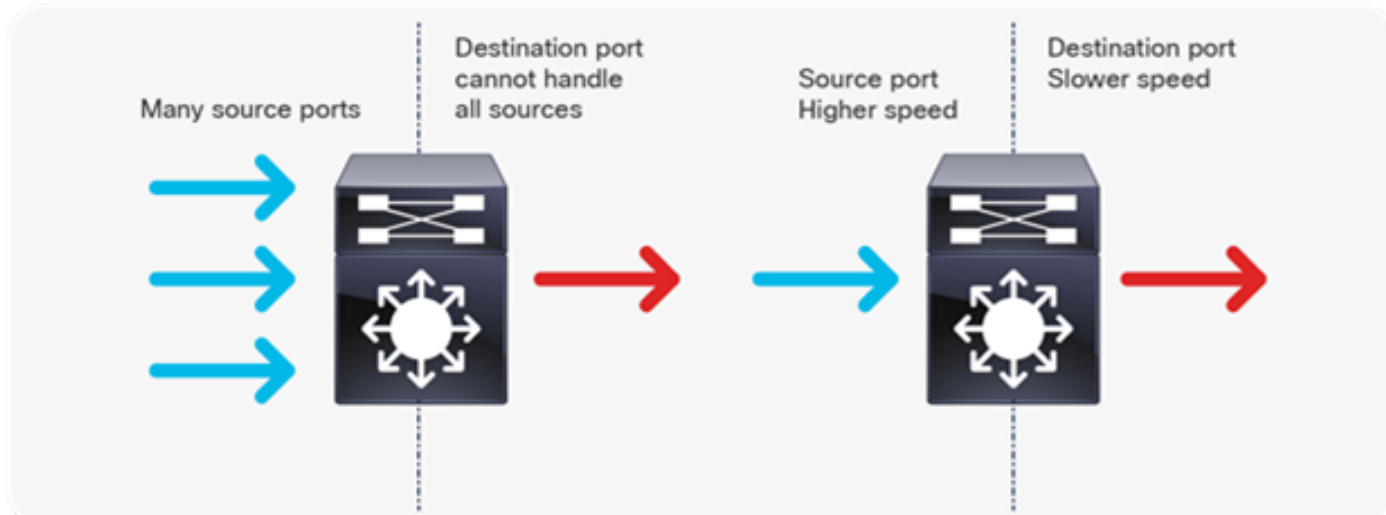 Many source ports
Destination port
cannot handle
all sources
Source port
Higher speed
Destination port
Slower speed